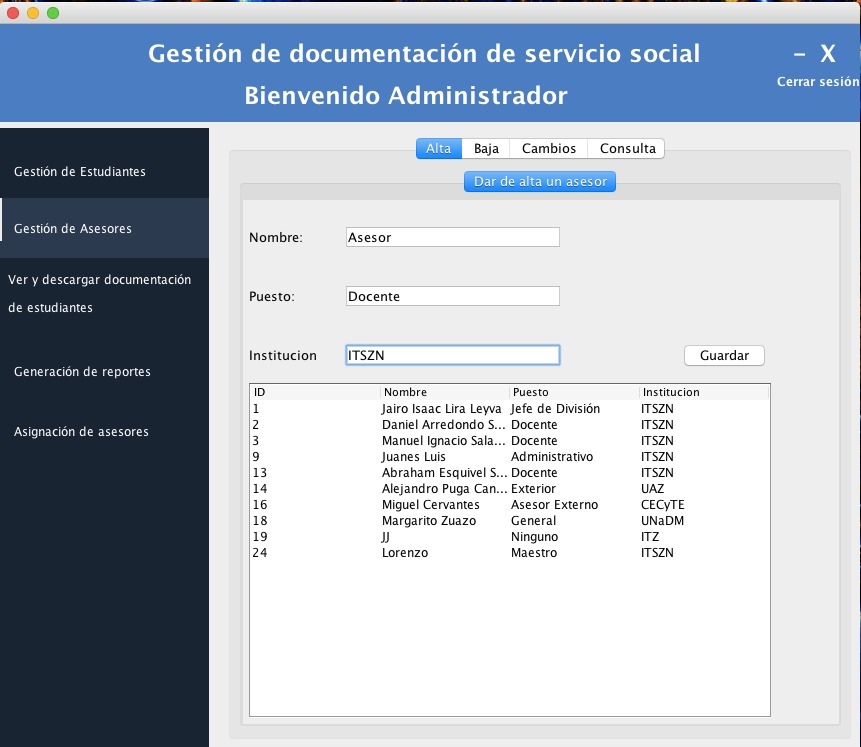 Gestión de documentación de servicio social
Bienvenido Administrador
– X
Cerrar sesión
Gestión de Estudiantes
Gestión de Asesores
Ver y descargar documentación
de estudiantes
Generación de reportes
Asignación de asesores
Alta Baja Cambios Consulta
Dar de alta un asesor
Nombre: Asesor
Puesto: Docente
Institucion ITSZN Guardar
ID Nombre Puesto Institucion
1 Jairo Isaac Lira Leyva Jefe de División ITSZN
2 Daniel Arredondo S... Docente ITSZN
3 Manuel Ignacio Sala... Docente ITSZN
9 Juanes Luis Administrativo ITSZN
13 Abraham Esquivel S... Docente ITSZN
14 Alejandro Puga Can... Exterior UAZ
16 Miguel Cervantes Asesor Externo CECyTE
18 Margarito Zuazo General UNaDM
19 JJ Ninguno ITZ
24 Lorenzo Maestro ITSZN